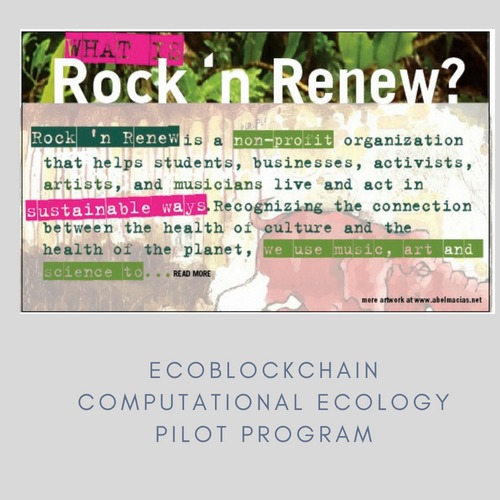 WHAT IS
Rock 'n Renew?
Rock 'n Renew is a non-profit organization
that helps students, businesses, activists,
artists, and musicians live and act in
sustainable ways. Recognizing the connection
between the health of culture and the
health of the planet, we use music, art and
science to... READ MORE
more artwork at www.abelmacias.net
ECOBLOCKCHAIN
COMPUTATIONAL ECOLOGY
PILOT PROGRAM